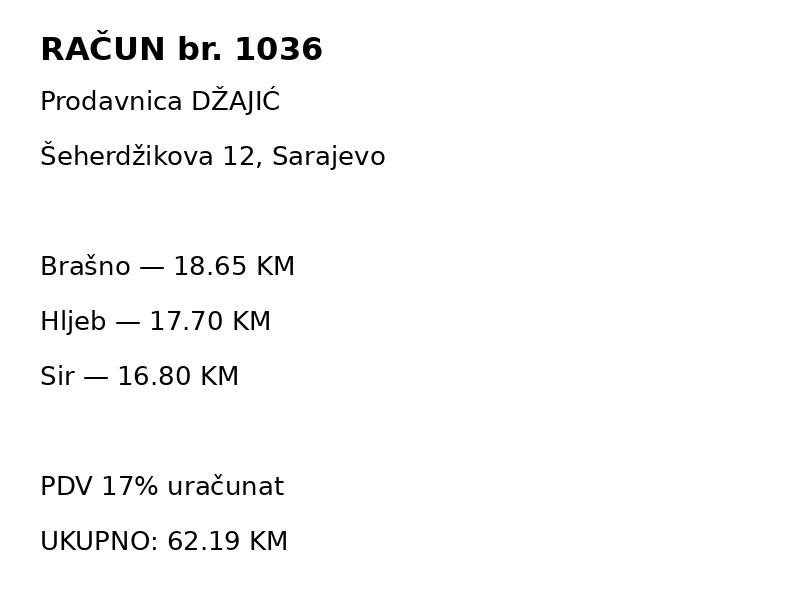 RAČUN br. 1036
Prodavnica DŽAJIĆ
Šeherdžikova 12, Sarajevo
Brašno — 18.65 KM
Hljeb — 17.70 KM
Sir — 16.80 KM
PDV 17% uračunat
UKUPNO: 62.19 KM